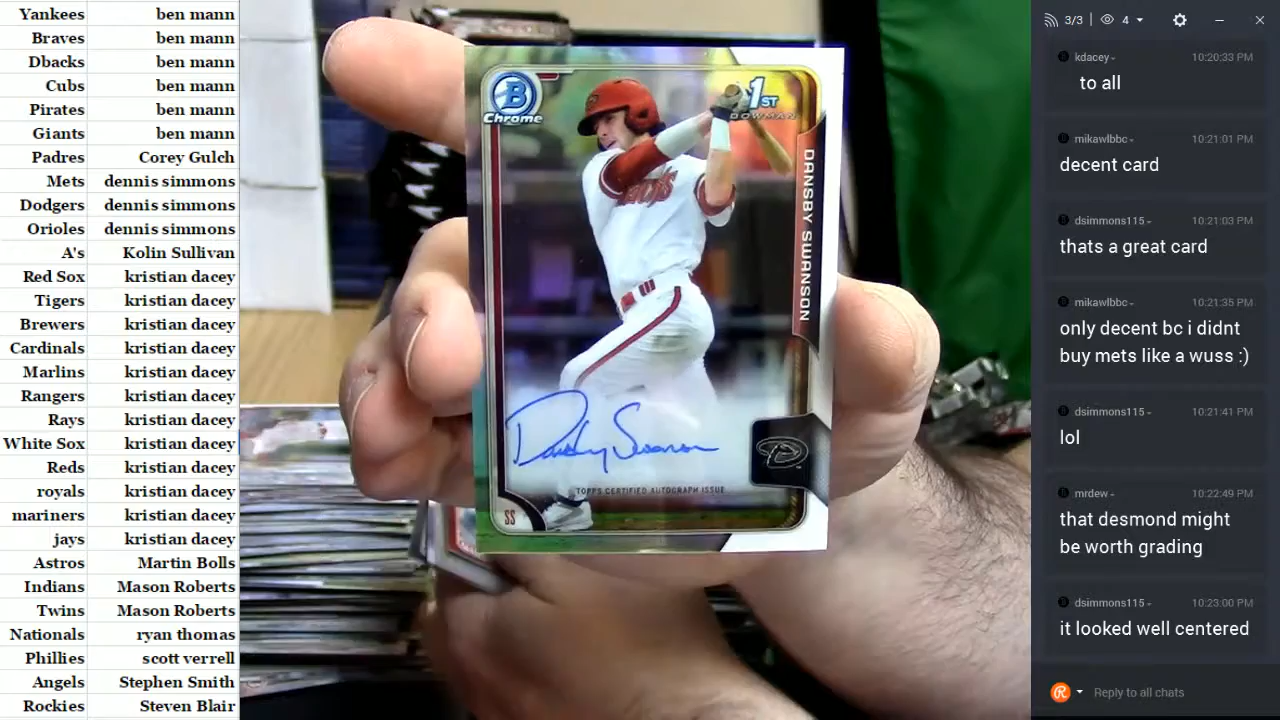 Yankees ben mann
Braves ben mann
Dbacks ben mann
Cubs ben mann
Pirates ben mann
Giants ben mann
Padres Corey Gulch
Mets dennis simmons
Dodgers dennis simmons
Orioles dennis simmons
A's Kolin Sullivan
Red Sox kristian dacey
Tigers kristian dacey
Brewers kristian dacey
Cardinals kristian dacey
Marlins kristian dacey
Rangers kristian dacey
Rays kristian dacey
White Sox kristian dacey
Reds kristian dacey
royals kristian dacey
mariners kristian dacey
jays kristian dacey
Astros Martin Bolls
Indians Mason Roberts
Twins Mason Roberts
Nationals ryan thomas
Phillies scott verrell
Angels Stephen Smith
Rockies Steven Blair
B
Chrome
1ST
BOWMAN
DANSBY SWANSON
Dansby Swanson
TOPPS CERTIFIED AUTOGRAPH ISSUE
SS
3/3 | 4
kdacey 10:20:33 PM
to all
mikawlbbc 10:21:01 PM
decent card
dsimmons115 10:21:03 PM
thats a great card
mikawlbbc 10:21:35 PM
only decent bc i didnt
buy mets like a wuss :)
dsimmons115 10:21:41 PM
lol
mrdew 10:22:49 PM
that desmond might
be worth grading
dsimmons115 10:23:00 PM
it looked well centered
R Reply to all chats